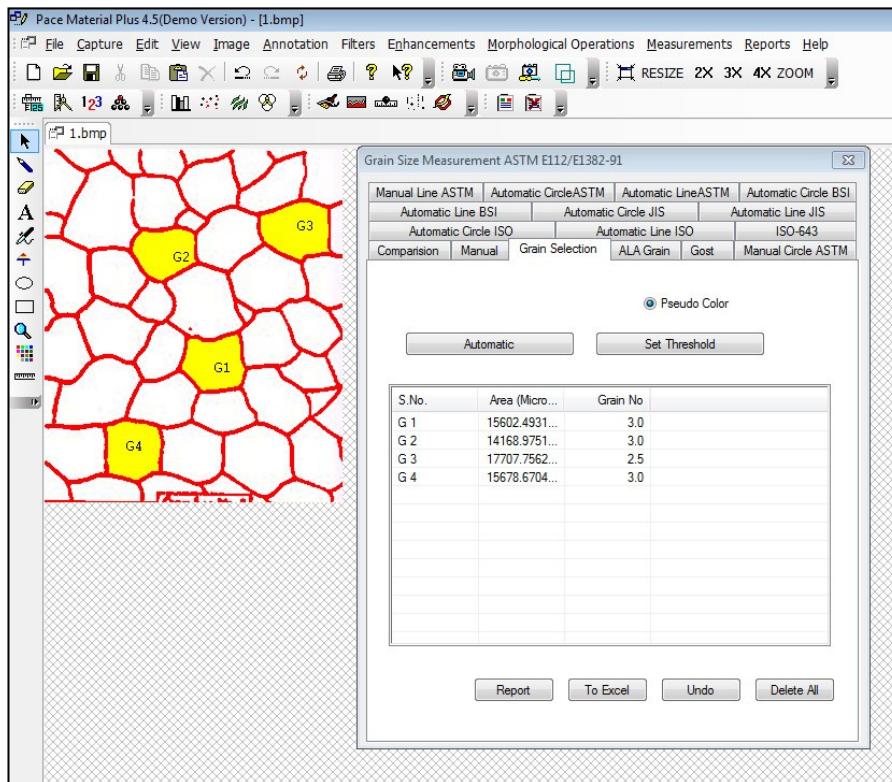 Pace Material Plus 4.5(Demo Version) - [1.bmp]
File Capture Edit View Image Annotation Filters Enhancements Morphological Operations Measurements Reports Help
RESIZE 2X 3X 4X ZOOM
123
1.bmp
Grain Size Measurement ASTM E112/E1382-91
Manual Line ASTM Automatic CircleASTM Automatic LineASTM Automatic Circle BSI
Automatic Line BSI Automatic Circle JIS Automatic Line JIS
Automatic Circle ISO Automatic Line ISO ISO-643
Comparision Manual Grain Selection ALA Grain Gost Manual Circle ASTM
G3
G2
G1
G4
Pseudo Color
Automatic Set Threshold
S.No. Area (Micro... Grain No
G 1 15602.4931... 3.0
G 2 14168.9751... 3.0
G 3 17707.7562... 2.5
G 4 15678.6704... 3.0
Report To Excel Undo Delete All